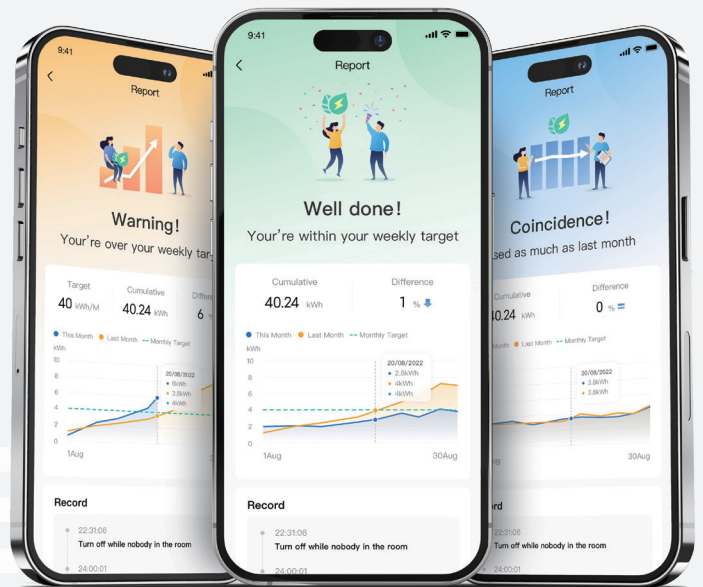 9:41
Report
Warning!
Your're over your weekly
Target
40 kWh/M
Cumulative
40.24 kWh
6
This Month Last Month Monthly Target
kWh
10
8
6
4
2
0
20/08/2022
6kWh
3.8kWh
4kWh
1Aug
Record
22:31:06
Turn off while nobody in the room
24:00:01
9:41
Report
Well done!
Your're within your weekly target
Cumulative
40.24 kWh
Difference
1 %
This Month Last Month Monthly Target
kWh
10
8
6
4
2
0
20/08/2022
2.8kWh
4kWh
4kWh
1Aug
30Aug
Record
22:31:06
Turn off while nobody in the room
24:00:01
Report
Coincidence!
as much as last month
Cumulative
40.24 kWh
Difference
0 % =
Last Month Monthly Target
20/08/2022
3.8kWh
3.8kWh
30Aug
22:31:06
Turn off while nobody in the room
24:00:01